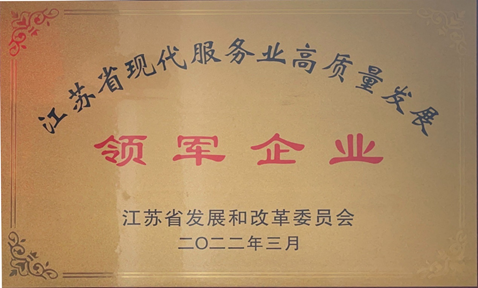 江苏省现代服务业高质量发展
领军企业
江苏省发展和改革委员会
二〇二二年三月